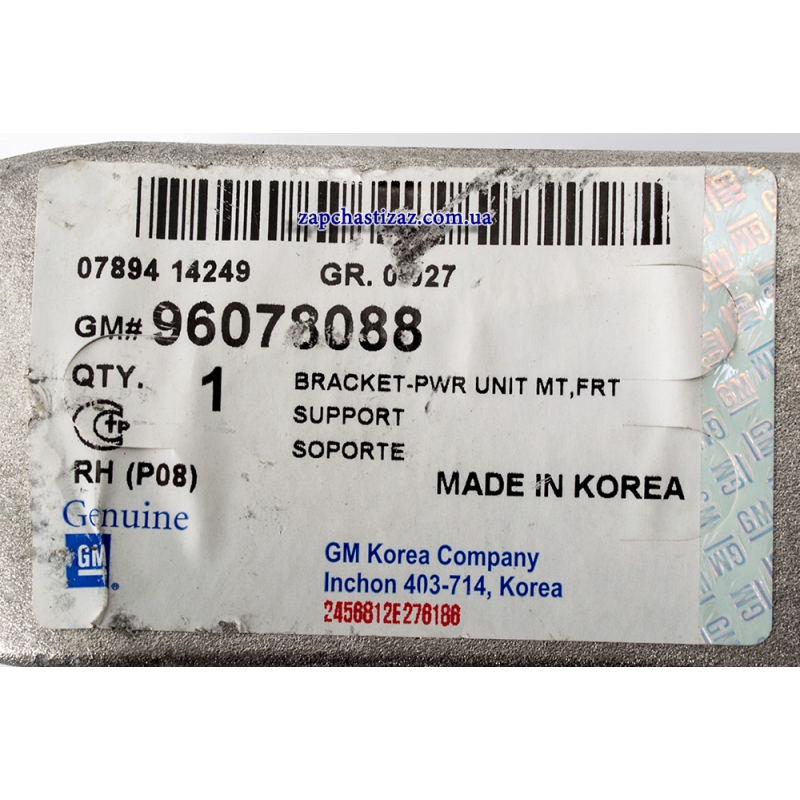 zapchastizaz.com.ua
07894 14249 GR.
GM# 96078088
QTY. 1 BRACKET-PWR UNIT MT,FRT
SUPPORT
SOPORTE
RH (P08)
MADE IN KOREA
Genuine
GM
GM Korea Company
Inchon 403-714, Korea
2456812E276186